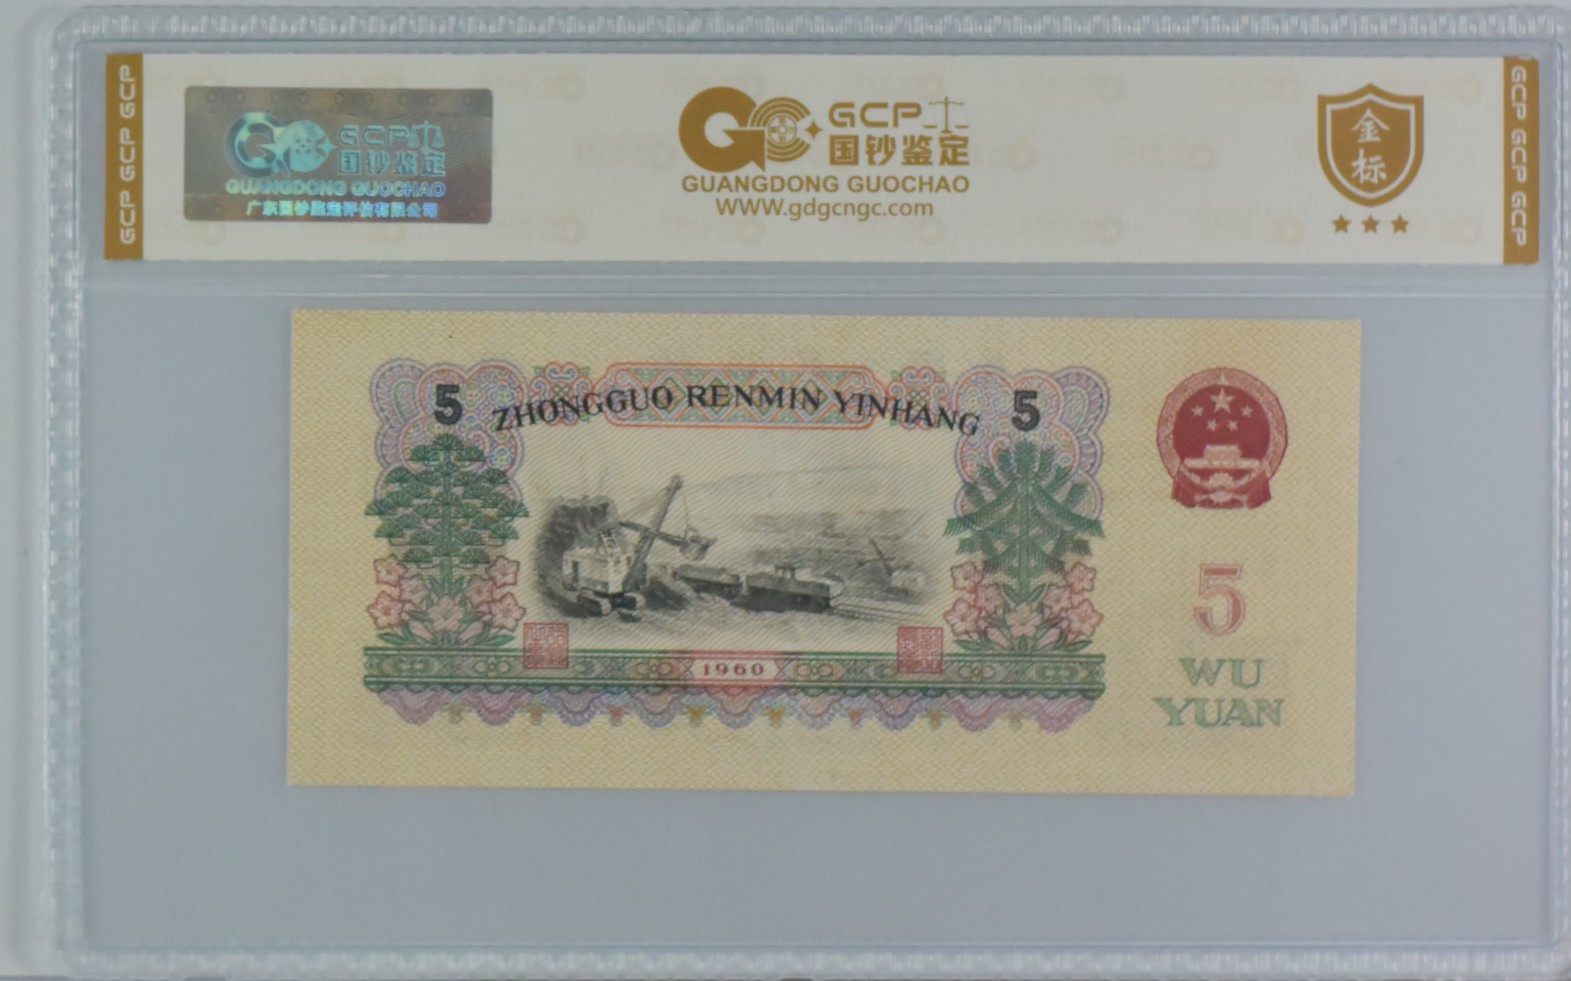 GCP GCP GCP
GCP
国钞鉴定
GUANGDONG GUOCHAO
广东国钞鉴定评估有限公司
GCP
国钞鉴定
GUANGDONG GUOCHAO
WWW.gdgcngc.com
金
标
GCP GCP GCP
5
ZHONGGUO RENMIN YINHANG
5
1960
5
WU
YUAN